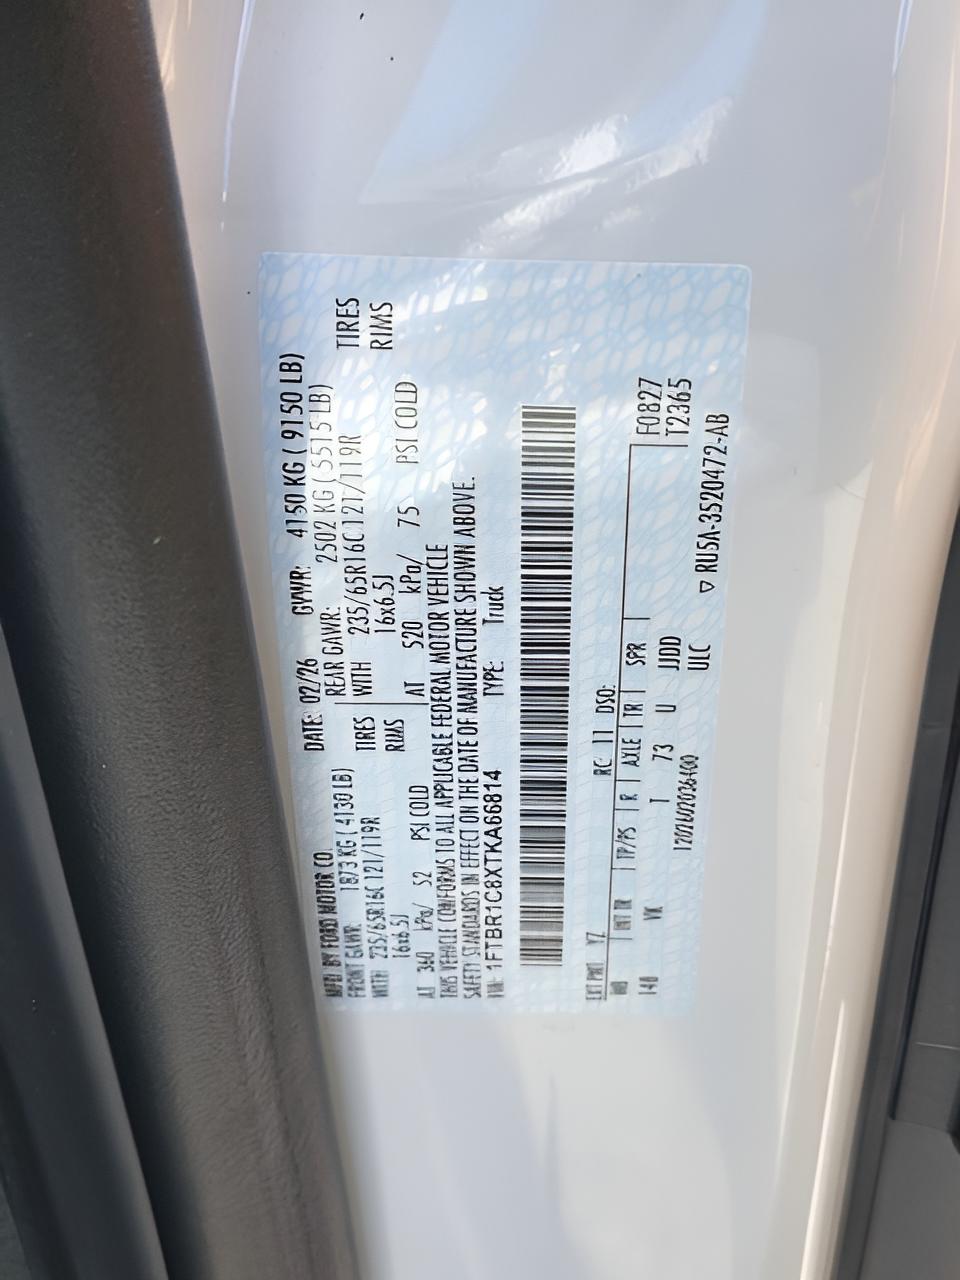 MFD BY FORD MOTOR CO. DATE: 02/26 GVWR: 4150 KG ( 9150 LB)
FRONT GAWR: 1873 KG ( 4130 LB) REAR GAWR: 2502 KG ( 5515 LB)
WITH 235/65R16C 121/119R TIRES WITH 235/65R16C 121/119R TIRES
16x6.5J RIMS 16x6.5J RIMS
AT 360 kPa/ 52 PSI COLD AT 520 kPa/ 75 PSI COLD
THIS VEHICLE CONFORMS TO ALL APPLICABLE FEDERAL MOTOR VEHICLE
SAFETY STANDARDS IN EFFECT ON THE DATE OF MANUFACTURE SHOWN ABOVE.
VIN: 1FTBR1C8XTKA66814 TYPE: Truck
EXT PNT: YZ RC: 11 DSO:
WB INT TR TP/PS R AXLE TR SPR F0827
148 VK T 73 U JJDD T2365
ULC
RU5A-3520472-AB